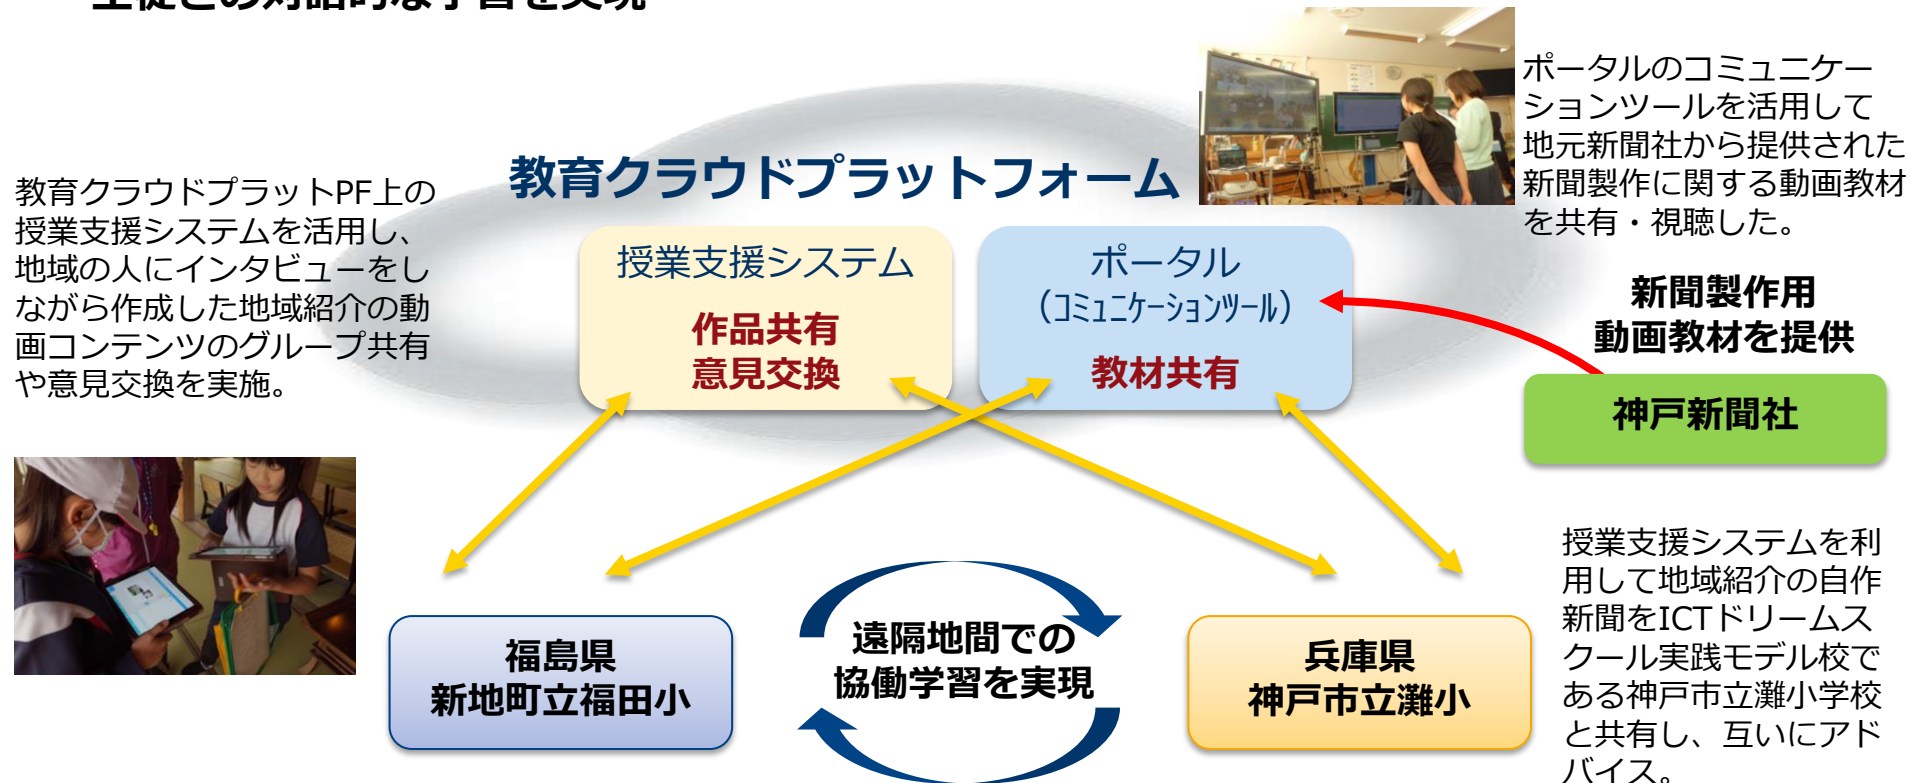 生徒との対話的な学習を実現
教育クラウドプラットフォーム
ポータルのコミュニケー
ションツールを活用して
地元新聞社から提供された
新聞製作に関する動画教材
を共有・視聴した。
教育クラウドプラットPF上の
授業支援システムを活用し、
地域の人にインタビューをし
ながら作成した地域紹介の動
画コンテンツのグループ共有
や意見交換を実施。
授業支援システム
作品共有
意見交換
ポータル
（ｺﾐｭﾆｹｰｼｮﾝﾂｰﾙ）
教材共有
新聞製作用
動画教材を提供
神戸新聞社
福島県
新地町立福田小
遠隔地間での
協働学習を実現
兵庫県
神戸市立灘小
授業支援システムを利
用して地域紹介の自作
新聞をICTドリームス
クール実践モデル校で
ある神戸市立灘小学校
と共有し、互いにアド
バイス。